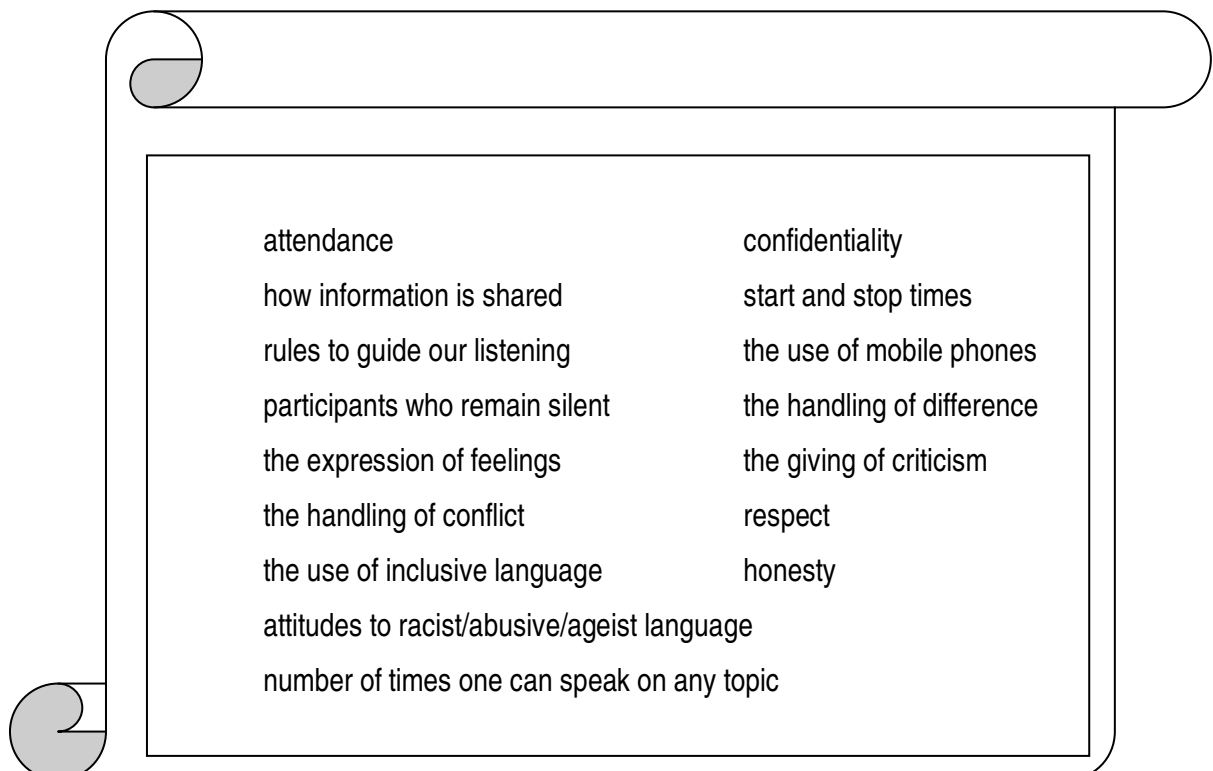 attendance
how information is shared
rules to guide our listening
participants who remain silent
the expression of feelings
the handling of conflict
the use of inclusive language
attitudes to racist/abusive/ageist language
number of times one can speak on any topic
confidentiality
start and stop times
the use of mobile phones
the handling of difference
the giving of criticism
respect
honesty